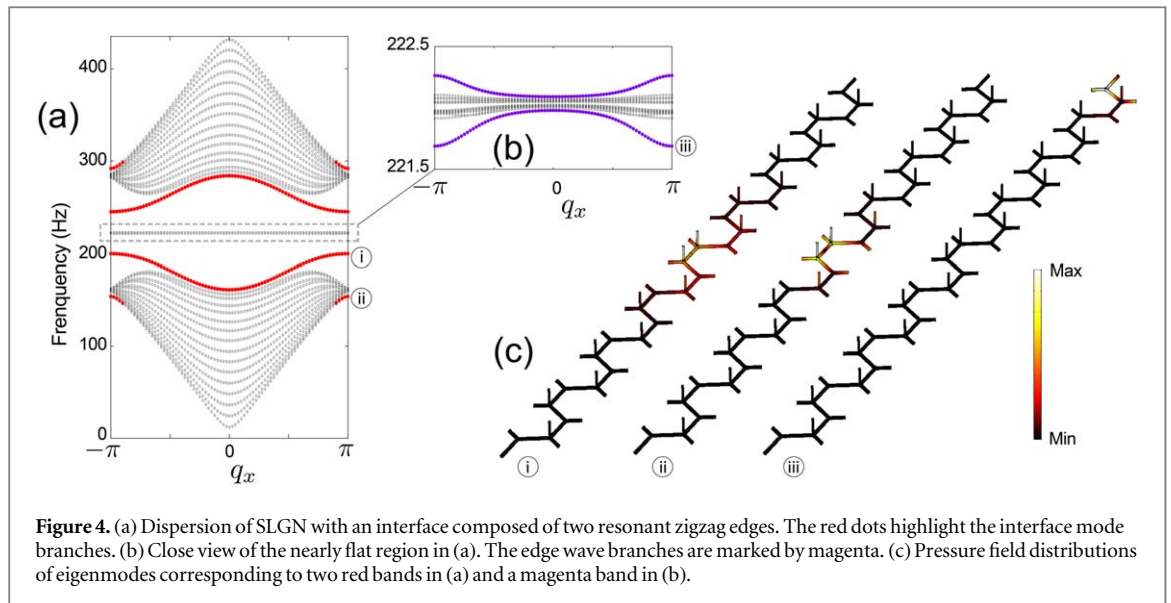 (a)
Frenquency (Hz)
400
300
200
100
0
−π
0
π
q_x
i
ii
(b)
222.5
221.5
−π
0
π
q_x
iii
(c)
i
ii
iii
Max
Min
Figure 4. (a) Dispersion of SLGN with an interface composed of two resonant zigzag edges. The red dots highlight the interface mode
branches. (b) Close view of the nearly flat region in (a). The edge wave branches are marked by magenta. (c) Pressure field distributions
of eigenmodes corresponding to two red bands in (a) and a magenta band in (b).